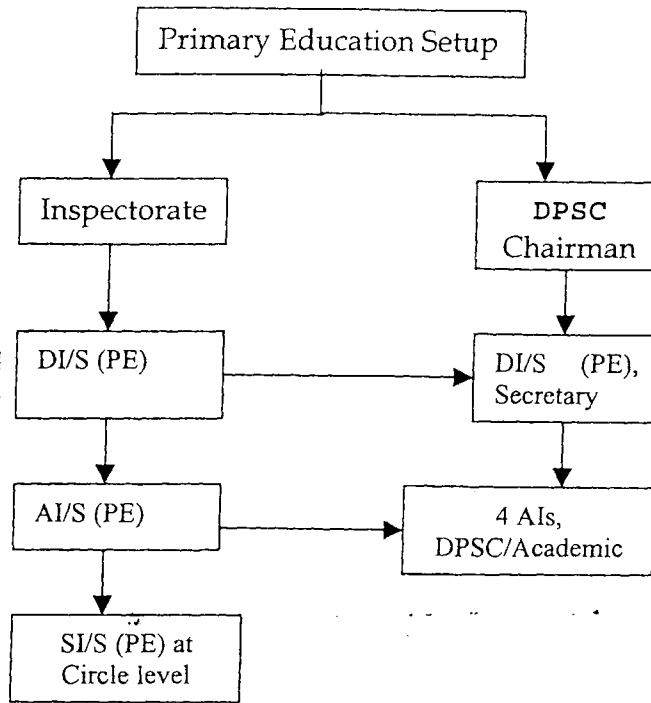 Primary Education Setup
Inspectorate
DPSC
Chairman
DI/S (PE)
DI/S (PE),
Secretary
AI/S (PE)
4 AIs,
DPSC/Academic
SI/S (PE) at
Circle level